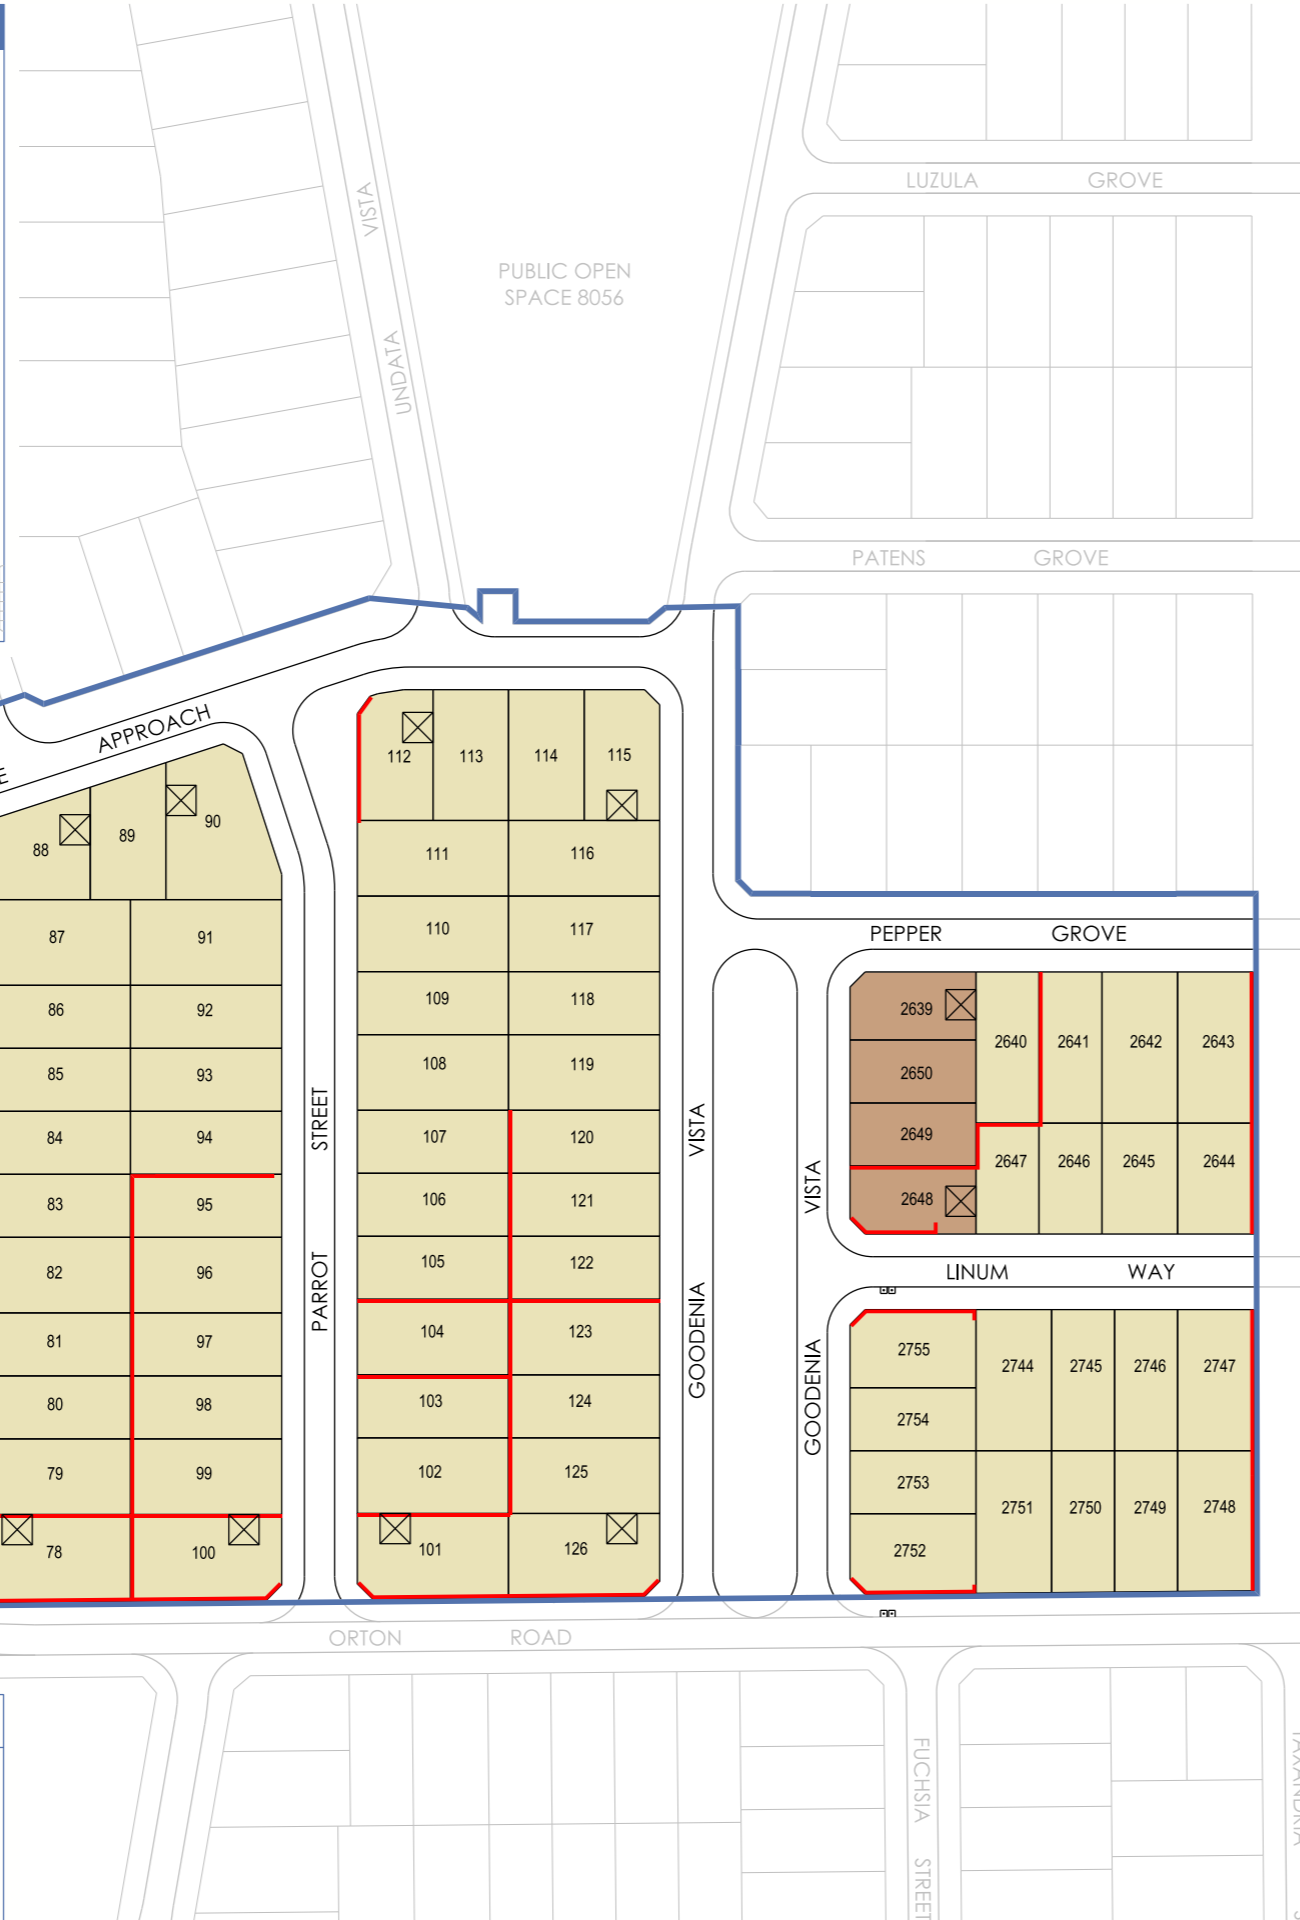 LUZULA GROVE
VISTA
PUBLIC OPEN
SPACE 8056
UNDATA
PATENS GROVE
APPROACH
E
112 113 114 115
88 89 90
111 116
87 91
110 117
PEPPER GROVE
86 92
109 118
2639
2640 2641 2642 2643
85 93
108 119
2650
STREET
VISTA
84 94
107 120
2649
2647 2646 2645 2644
VISTA
83 95
106 121
2648
82 96
105 122
LINUM WAY
PARROT
GOODENIA
81 97
104 123
2755
2744 2745 2746 2747
GOODENIA
80 98
103 124
2754
79 99
102 125
2753
2751 2750 2749 2748
78 100
101 126
2752
ORTON ROAD
FUCHSIA STREET
TAXANDRIA